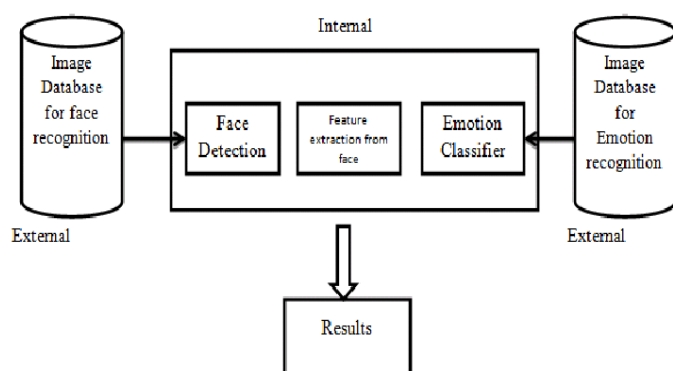 Internal
Image
Database
for face
recognition
Face
Detection
Feature
extraction from
face
Emotion
Classifier
Image
Database
for
Emotion
recognition
External
External
Results